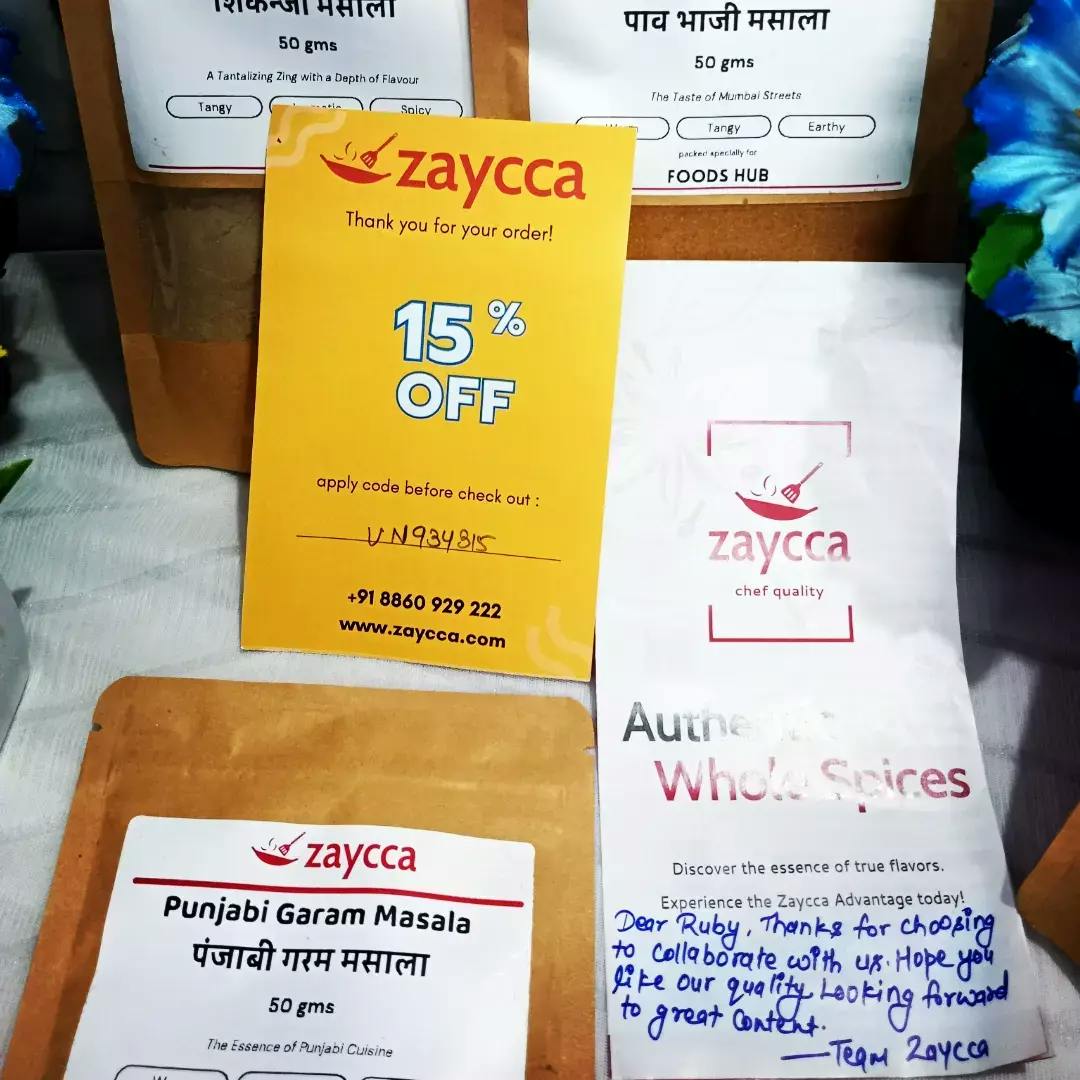 शिकन्जी मसाला
50 gms
A Tantalizing Zing with a Depth of Flavour
Tangy
Spicy
पाव भाजी मसाला
50 gms
The Taste of Mumbai Streets
Tangy
Earthy
packed specially for
FOODS HUB
zaycca
Thank you for your order!
15%
OFF
apply code before check out :
VN934815
+91 8860 929 222
www.zaycca.com
zaycca
chef quality
Whole Spices
Discover the essence of true flavors.
Experience the Zaycca Advantage today!
Dear Ruby, Thanks for choosing
to collaborate with us. Hope you
like our quality. Looking forward
to great Content.
—Team Zaycca
zaycca
Punjabi Garam Masala
पंजाबी गरम मसाला
50 gms
The Essence of Punjabi Cuisine